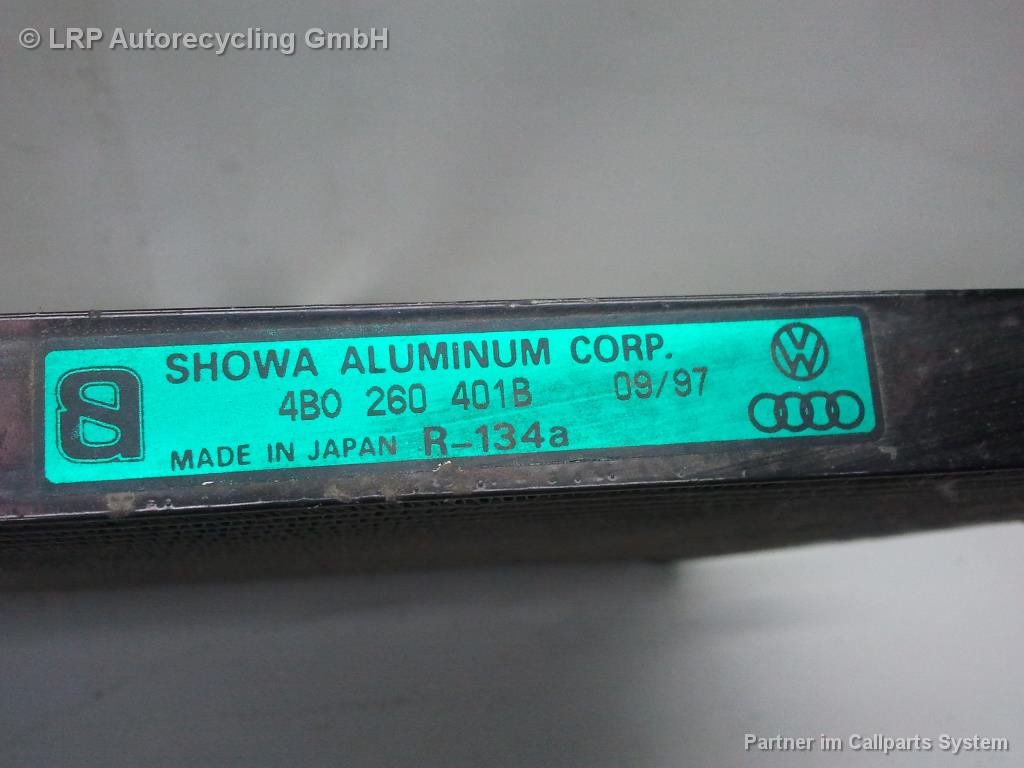 © LRP Autorecycling GmbH
SHOWA ALUMINUM CORP.
4B0 260 401B 09/97
MADE IN JAPAN R-134a
Partner im Callparts System